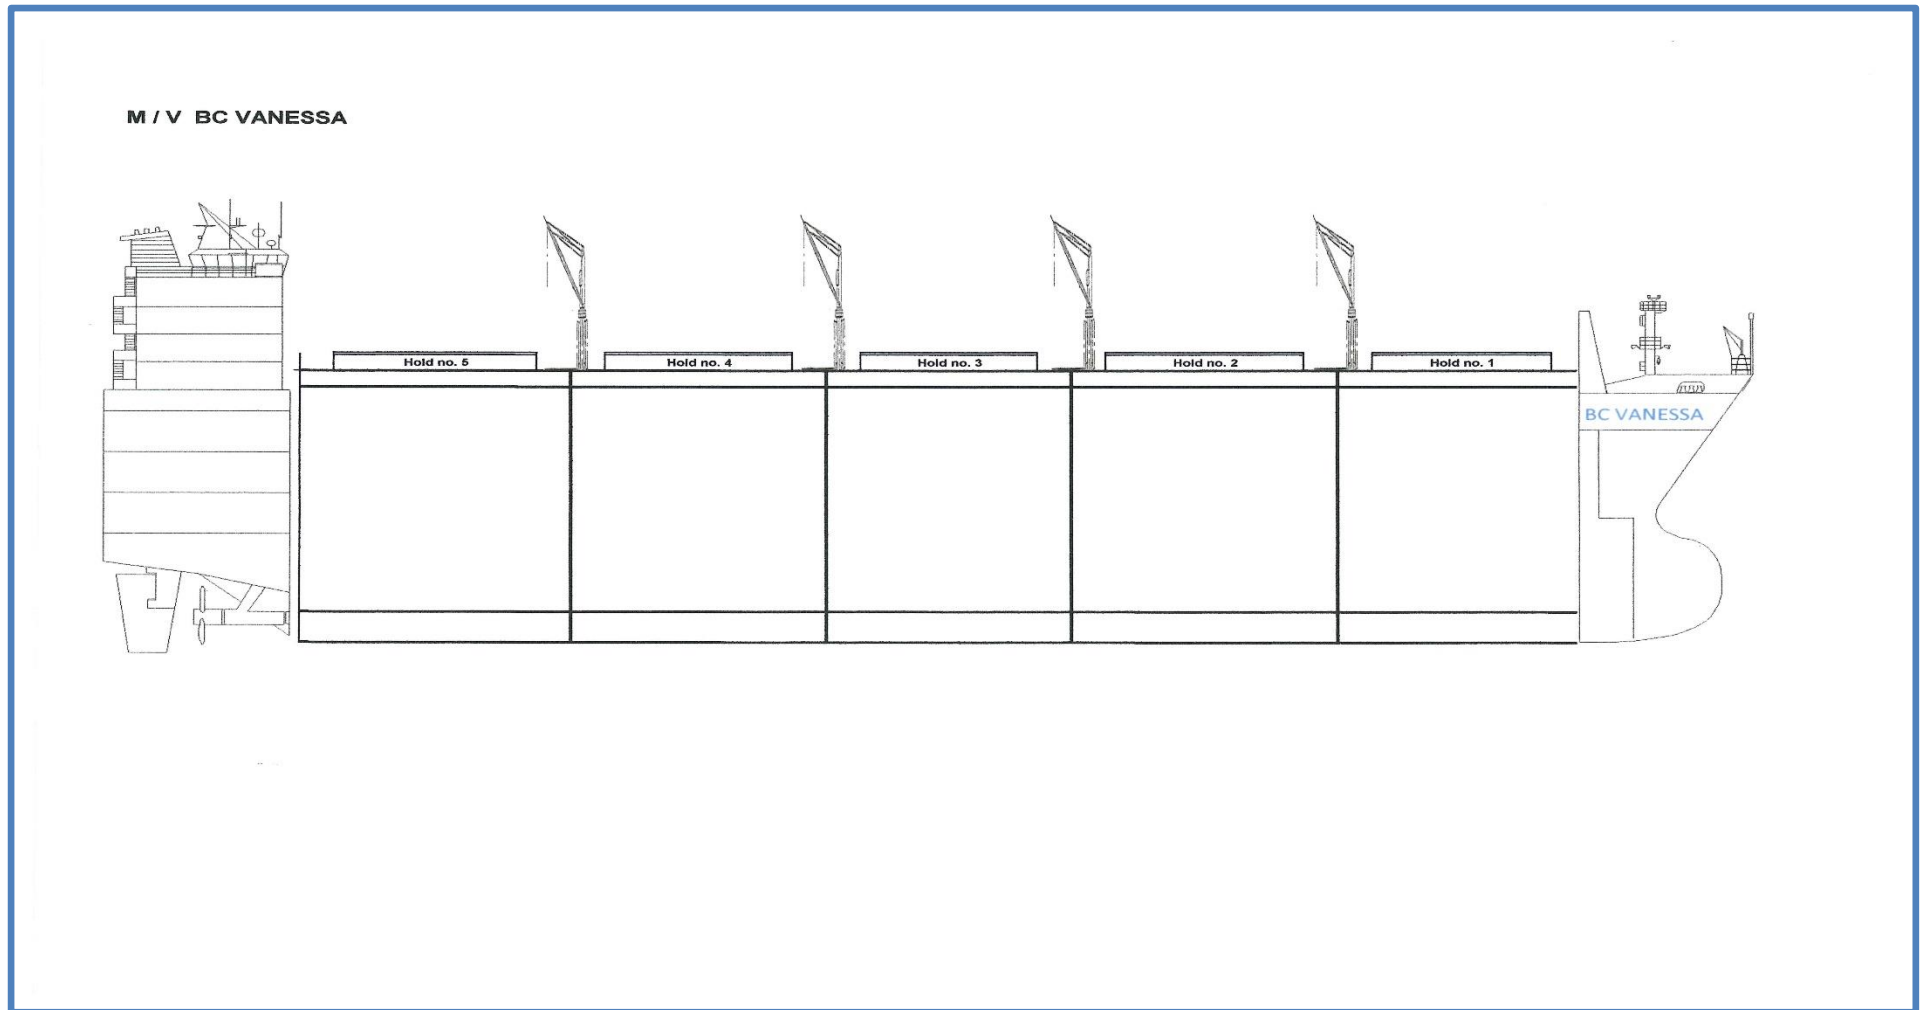 M / V BC VANESSA
Hold no. 5
Hold no. 4
Hold no. 3
Hold no. 2
Hold no. 1
BC VANESSA